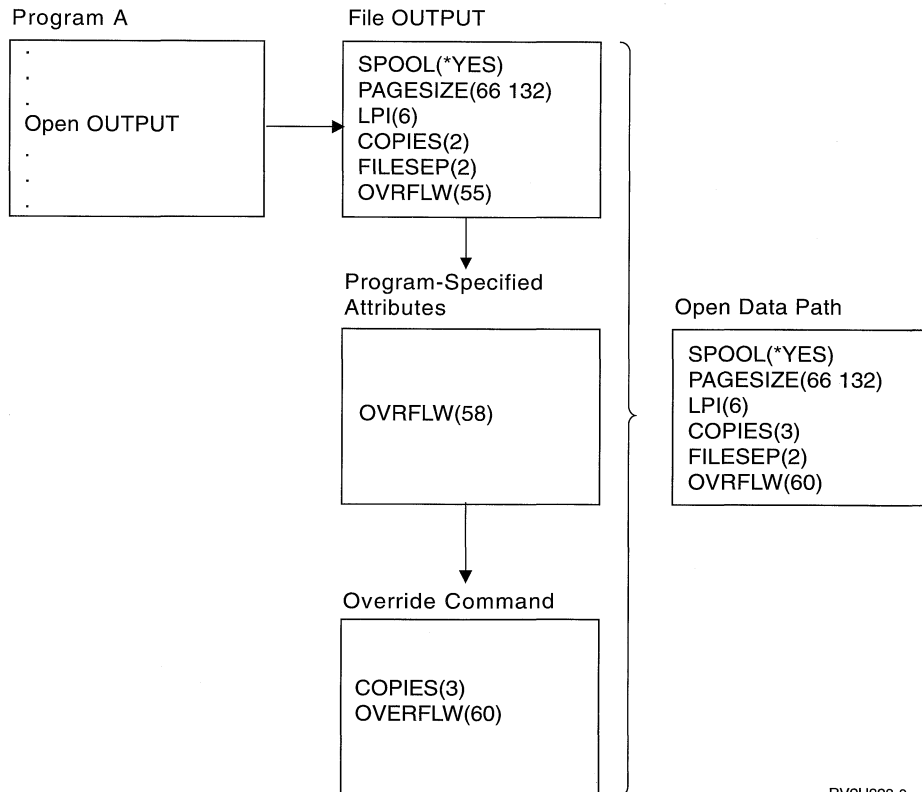 Program A
.
.
.
Open OUTPUT
.
.
.
File OUTPUT
SPOOL(*YES)
PAGESIZE(66 132)
LPI(6)
COPIES(2)
FILESEP(2)
OVRFLW(55)
Program-Specified
Attributes
OVRFLW(58)
Override Command
COPIES(3)
OVERFLW(60)
Open Data Path
SPOOL(*YES)
PAGESIZE(66 132)
LPI(6)
COPIES(3)
FILESEP(2)
OVRFLW(60)